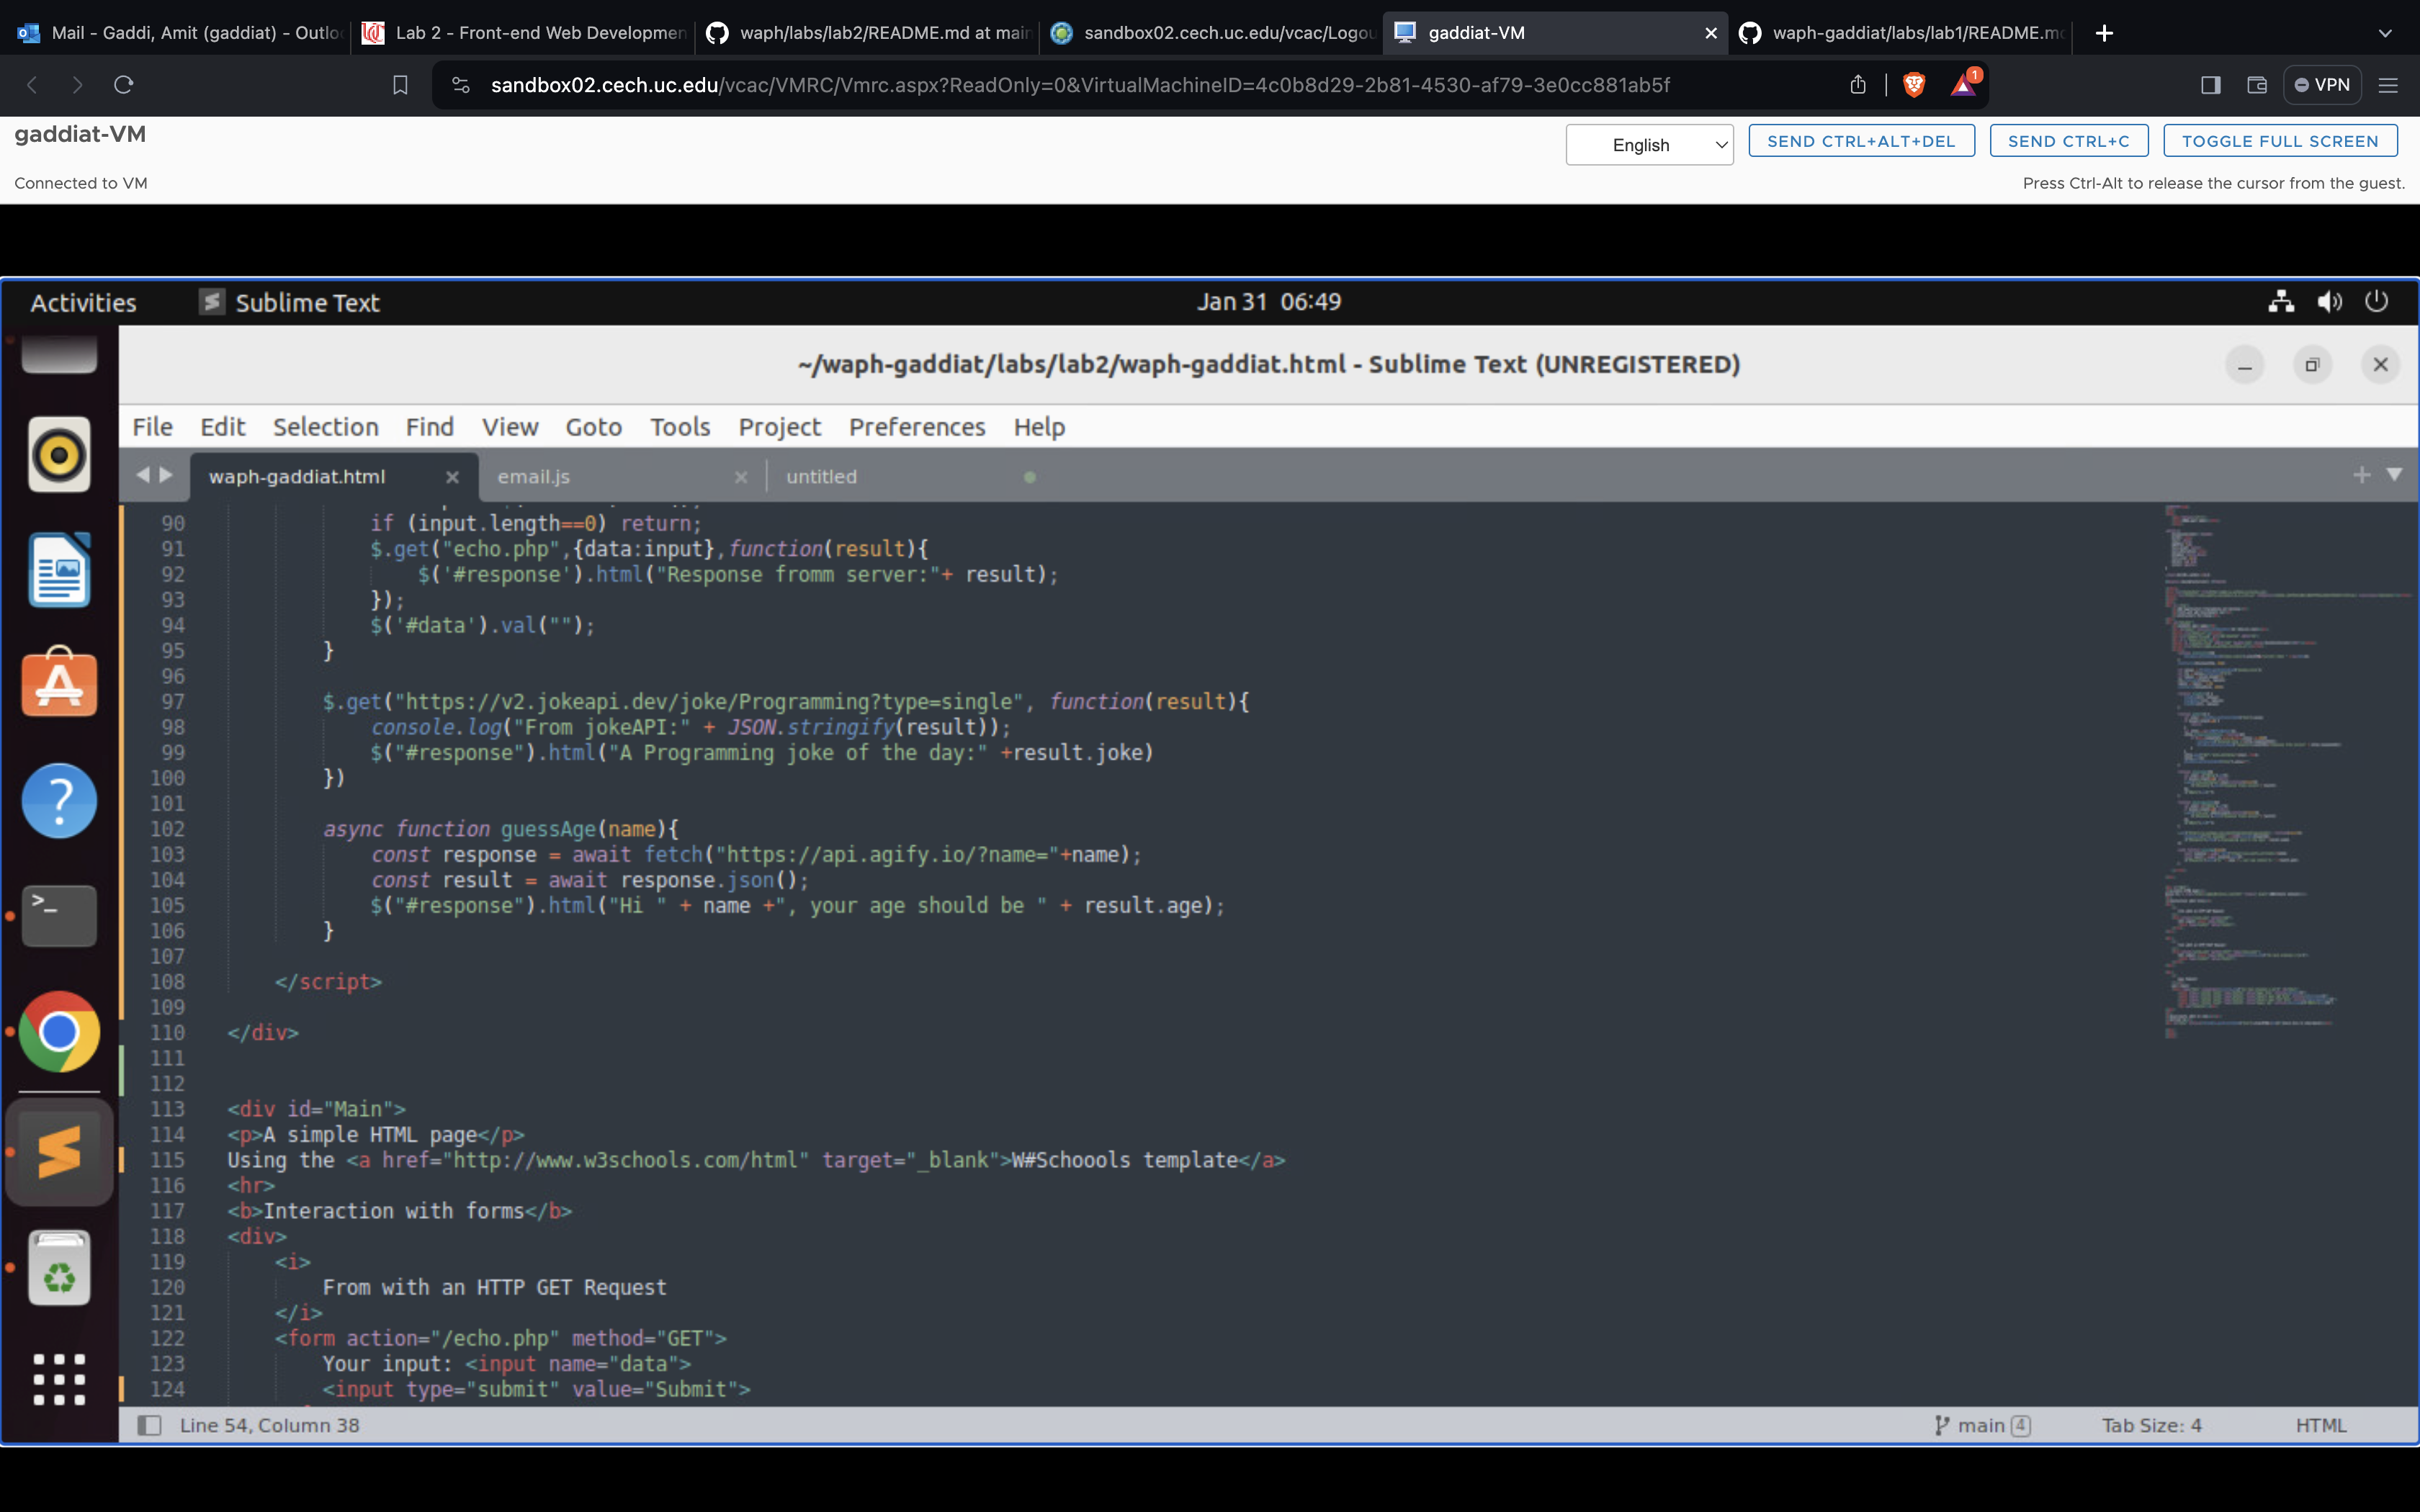 Mail - Gaddi, Amit (gaddiat) - Outlo
Lab 2 - Front-end Web Developmen
waph/labs/lab2/README.md at main
sandbox02.cech.uc.edu/vcac/Logou
gaddiat-VM
waph-gaddiat/labs/lab1/README.md
sandbox02.cech.uc.edu/vcac/VMRC/Vmrc.aspx?ReadOnly=0&VirtualMachineID=4c0b8d29-2b81-4530-af79-3e0cc881ab5f
1
VPN
gaddiat-VM
English
SEND CTRL+ALT+DEL
SEND CTRL+C
TOGGLE FULL SCREEN
Connected to VM
Press Ctrl-Alt to release the cursor from the guest.
Activities
Sublime Text
Jan 31 06:49
~/waph-gaddiat/labs/lab2/waph-gaddiat.html - Sublime Text (UNREGISTERED)
File Edit Selection Find View Goto Tools Project Preferences Help
waph-gaddiat.html
email.js
untitled
90 if (input.length==0) return;
91 $.get("echo.php",{data:input},function(result){
92 $('#response').html("Response fromm server:"+ result);
93 });
94 $('#data').val("");
95 }
96
97 $.get("https://v2.jokeapi.dev/joke/Programming?type=single", function(result){
98 console.log("From jokeAPI:" + JSON.stringify(result));
99 $("#response").html("A Programming joke of the day:" +result.joke)
100 })
101
102 async function guessAge(name){
103 const response = await fetch("https://api.agify.io/?name="+name);
104 const result = await response.json();
105 $("#response").html("Hi " + name +", your age should be " + result.age);
106 }
107
108 </script>
109
110 </div>
111
112
113 <div id="Main">
114 <p>A simple HTML page</p>
115 Using the <a href="http://www.w3schools.com/html" target="_blank">W#Schoools template</a>
116 <hr>
117 <b>Interaction with forms</b>
118 <div>
119 <i>
120 From with an HTTP GET Request
121 </i>
122 <form action="/echo.php" method="GET">
123 Your input: <input name="data">
124 <input type="submit" value="Submit">
Line 54, Column 38
main 4
Tab Size: 4
HTML